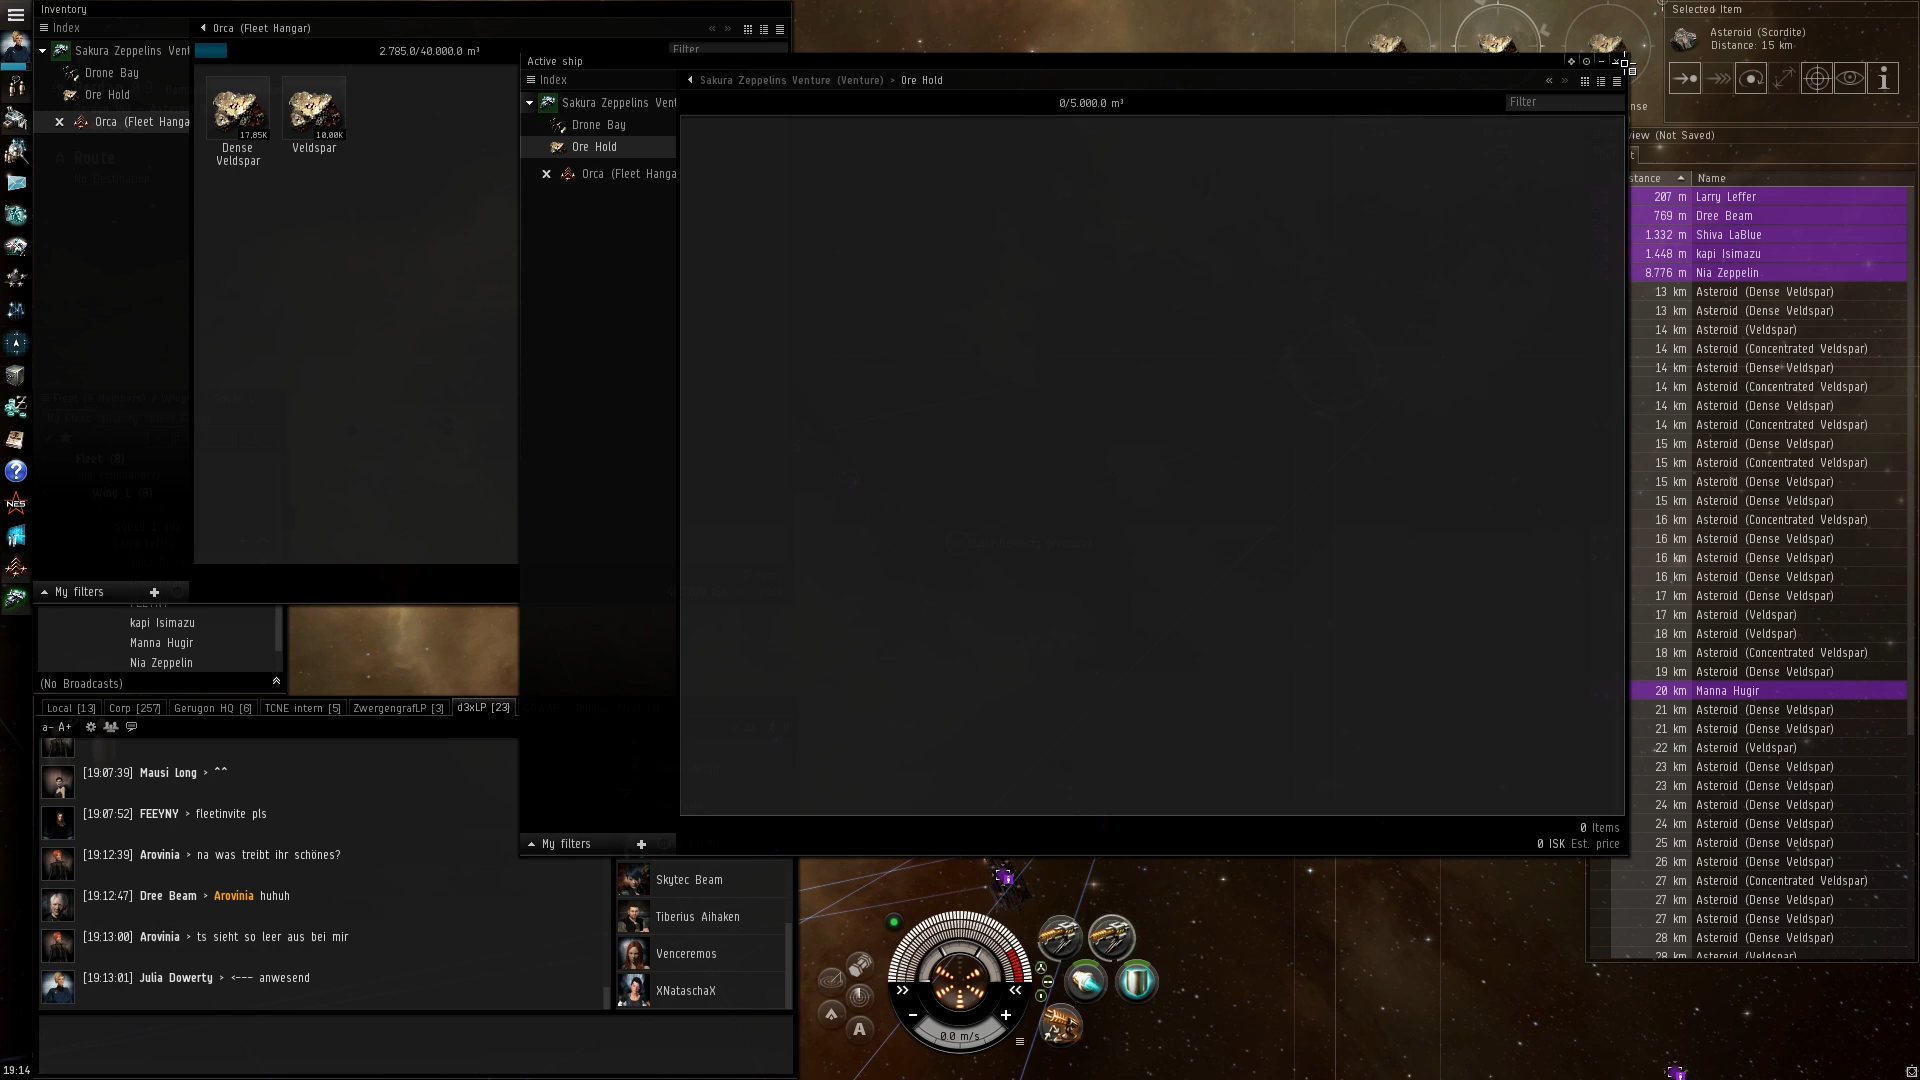 Inventory
Index
Orca (Fleet Hangar)
Sakura Zeppelins Vent
Drone Bay
Ore Hold
Orca (Fleet Hanga
2.785,0/40.000,0 m³
Filter
17,85K
Dense Veldspar
10,00K
Veldspar
My filters
Active ship
Index
Sakura Zeppelins Venture (Venture) › Ore Hold
Sakura Zeppelins Vent
Drone Bay
Ore Hold
Orca (Fleet Hanga
0/5.000,0 m³
Filter
My filters
0 Items
0 ISK Est. price
Selected Item
Asteroid (Scordite)
Distance: 15 km
nse
view (Not Saved)
stance Name
207 m Larry Leffer
769 m Dree Beam
1.332 m Shiva LaBlue
1.448 m kapi Isimazu
8.776 m Nia Zeppelin
13 km Asteroid (Dense Veldspar)
13 km Asteroid (Dense Veldspar)
14 km Asteroid (Veldspar)
14 km Asteroid (Concentrated Veldspar)
14 km Asteroid (Dense Veldspar)
14 km Asteroid (Concentrated Veldspar)
14 km Asteroid (Dense Veldspar)
14 km Asteroid (Concentrated Veldspar)
15 km Asteroid (Dense Veldspar)
15 km Asteroid (Concentrated Veldspar)
15 km Asteroid (Dense Veldspar)
15 km Asteroid (Dense Veldspar)
16 km Asteroid (Concentrated Veldspar)
16 km Asteroid (Dense Veldspar)
16 km Asteroid (Dense Veldspar)
16 km Asteroid (Dense Veldspar)
17 km Asteroid (Dense Veldspar)
17 km Asteroid (Veldspar)
18 km Asteroid (Veldspar)
18 km Asteroid (Concentrated Veldspar)
19 km Asteroid (Dense Veldspar)
20 km Manna Hugir
21 km Asteroid (Dense Veldspar)
21 km Asteroid (Dense Veldspar)
22 km Asteroid (Veldspar)
23 km Asteroid (Dense Veldspar)
23 km Asteroid (Dense Veldspar)
24 km Asteroid (Dense Veldspar)
24 km Asteroid (Dense Veldspar)
25 km Asteroid (Dense Veldspar)
26 km Asteroid (Dense Veldspar)
27 km Asteroid (Concentrated Veldspar)
27 km Asteroid (Dense Veldspar)
27 km Asteroid (Dense Veldspar)
28 km Asteroid (Dense Veldspar)
28 km Asteroid (Veldspar)
kapi Isimazu
Manna Hugir
Nia Zeppelin
(No Broadcasts)
Local [13] Corp [257] Gerugon HQ [6] TCNE intern [5] ZwergengrafLP [3] d3xLP [23]
a- A+
[19:07:39] Mausi Long > ^^
[19:07:52] FEEYNY > fleetinvite pls
[19:12:39] Arovinia > na was treibt ihr schönes?
[19:12:47] Dree Beam > Arovinia huhuh
[19:13:00] Arovinia > ts sieht so leer aus bei mir
[19:13:01] Julia Dowerty > <--- anwesend
Skytec Beam
Tiberius Aihaken
Venceremos
XNataschaX
NES
A
0.0 m/s
19:14